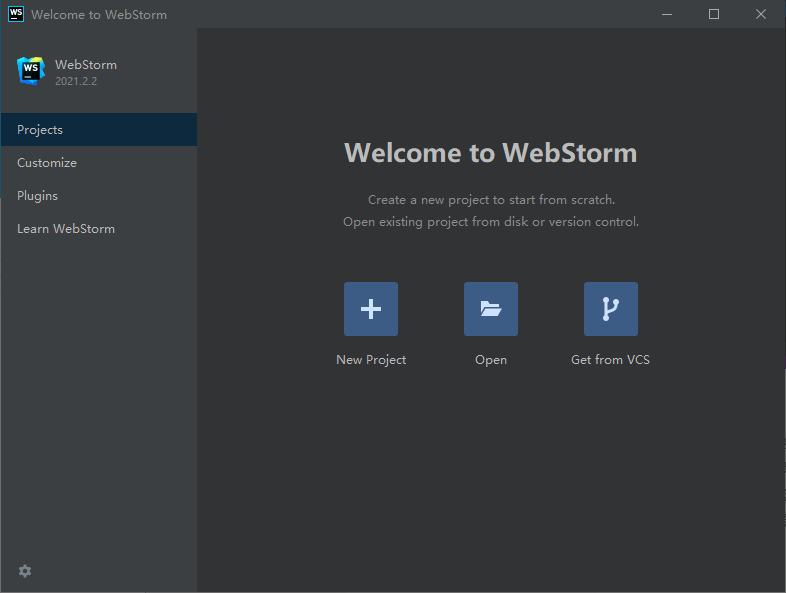 WS Welcome to WebStorm
WS
WebStorm
2021.2.2
Projects
Customize
Plugins
Learn WebStorm
Welcome to WebStorm
Create a new project to start from scratch.
Open existing project from disk or version control.
New Project
Open
Get from VCS